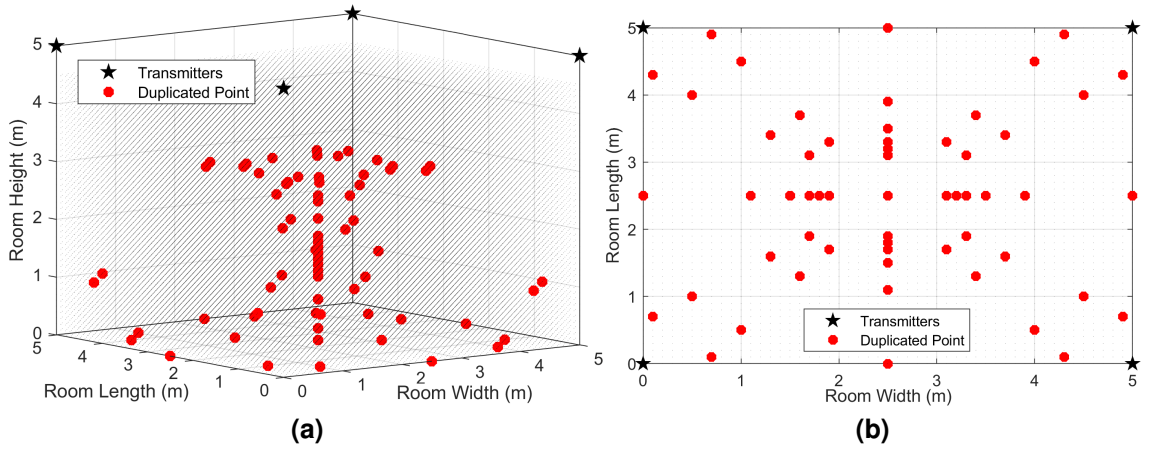 5
4
3
2
1
0
Room Height (m)
Transmitters
Duplicated Point
5
4
3
2
1
0
Room Length (m)
0
1
2
3
4
5
Room Width (m)
(a)
5
4
3
2
1
0
Room Length (m)
Transmitters
Duplicated Point
0
1
2
3
4
5
Room Width (m)
(b)